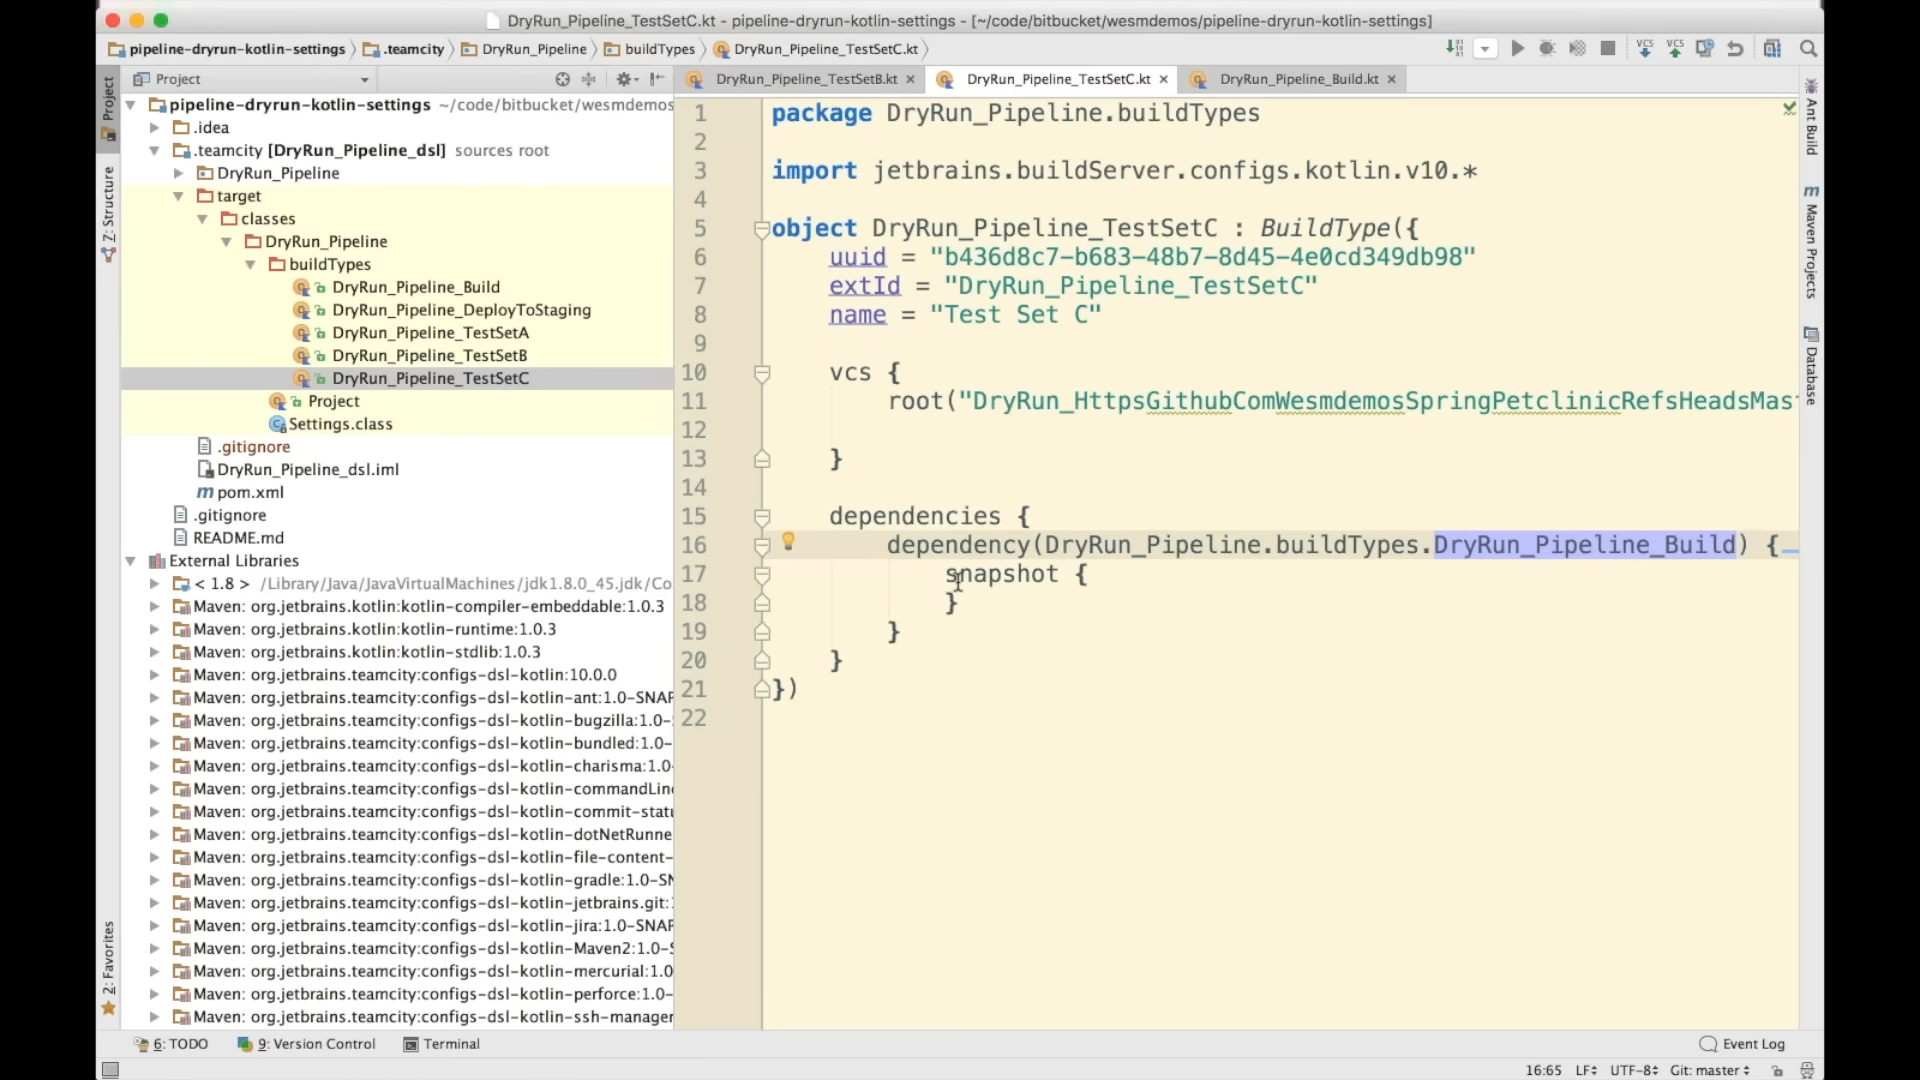 DryRun_Pipeline_TestSetC.kt - pipeline-dryrun-kotlin-settings - [~/code/bitbucket/wesmdemos/pipeline-dryrun-kotlin-settings]
pipeline-dryrun-kotlin-settings .teamcity DryRun_Pipeline buildTypes DryRun_Pipeline_TestSetC.kt
Project
DryRun_Pipeline_TestSetB.kt DryRun_Pipeline_TestSetC.kt DryRun_Pipeline_Build.kt
Project
Z: Structure
2: Favorites
pipeline-dryrun-kotlin-settings ~/code/bitbucket/wesmdemos
.idea
.teamcity [DryRun_Pipeline_dsl] sources root
DryRun_Pipeline
target
classes
DryRun_Pipeline
buildTypes
DryRun_Pipeline_Build
DryRun_Pipeline_DeployToStaging
DryRun_Pipeline_TestSetA
DryRun_Pipeline_TestSetB
DryRun_Pipeline_TestSetC
Project
Settings.class
.gitignore
DryRun_Pipeline_dsl.iml
pom.xml
.gitignore
README.md
External Libraries
< 1.8 > /Library/Java/JavaVirtualMachines/jdk1.8.0_45.jdk/Co
Maven: org.jetbrains.kotlin:kotlin-compiler-embeddable:1.0.3
Maven: org.jetbrains.kotlin:kotlin-runtime:1.0.3
Maven: org.jetbrains.kotlin:kotlin-stdlib:1.0.3
Maven: org.jetbrains.teamcity:configs-dsl-kotlin:10.0.0
Maven: org.jetbrains.teamcity:configs-dsl-kotlin-ant:1.0-SNAP
Maven: org.jetbrains.teamcity:configs-dsl-kotlin-bugzilla:1.0-
Maven: org.jetbrains.teamcity:configs-dsl-kotlin-bundled:1.0-
Maven: org.jetbrains.teamcity:configs-dsl-kotlin-charisma:1.0
Maven: org.jetbrains.teamcity:configs-dsl-kotlin-commandLin
Maven: org.jetbrains.teamcity:configs-dsl-kotlin-commit-stat
Maven: org.jetbrains.teamcity:configs-dsl-kotlin-dotNetRunne
Maven: org.jetbrains.teamcity:configs-dsl-kotlin-file-content-
Maven: org.jetbrains.teamcity:configs-dsl-kotlin-gradle:1.0-SN
Maven: org.jetbrains.teamcity:configs-dsl-kotlin-jetbrains.git:
Maven: org.jetbrains.teamcity:configs-dsl-kotlin-jira:1.0-SNAP
Maven: org.jetbrains.teamcity:configs-dsl-kotlin-Maven2:1.0-S
Maven: org.jetbrains.teamcity:configs-dsl-kotlin-mercurial:1.0
Maven: org.jetbrains.teamcity:configs-dsl-kotlin-perforce:1.0-
Maven: org.jetbrains.teamcity:configs-dsl-kotlin-ssh-manager
1 package DryRun_Pipeline.buildTypes
2
3 import jetbrains.buildServer.configs.kotlin.v10.*
4
5 object DryRun_Pipeline_TestSetC : BuildType({
6 uuid = "b436d8c7-b683-48b7-8d45-4e0cd349db98"
7 extId = "DryRun_Pipeline_TestSetC"
8 name = "Test Set C"
9
10 vcs {
11 root("DryRun_HttpsGithubComWesmdemosSpringPetclinicRefsHeadsMas
12
13 }
14
15 dependencies {
16 dependency(DryRun_Pipeline.buildTypes.DryRun_Pipeline_Build) {
17 snapshot {
18 }
19 }
20 }
21 })
22
Ant Build
Maven Projects
Database
6: TODO 9: Version Control Terminal Event Log
16:65 LF UTF-8 Git: master